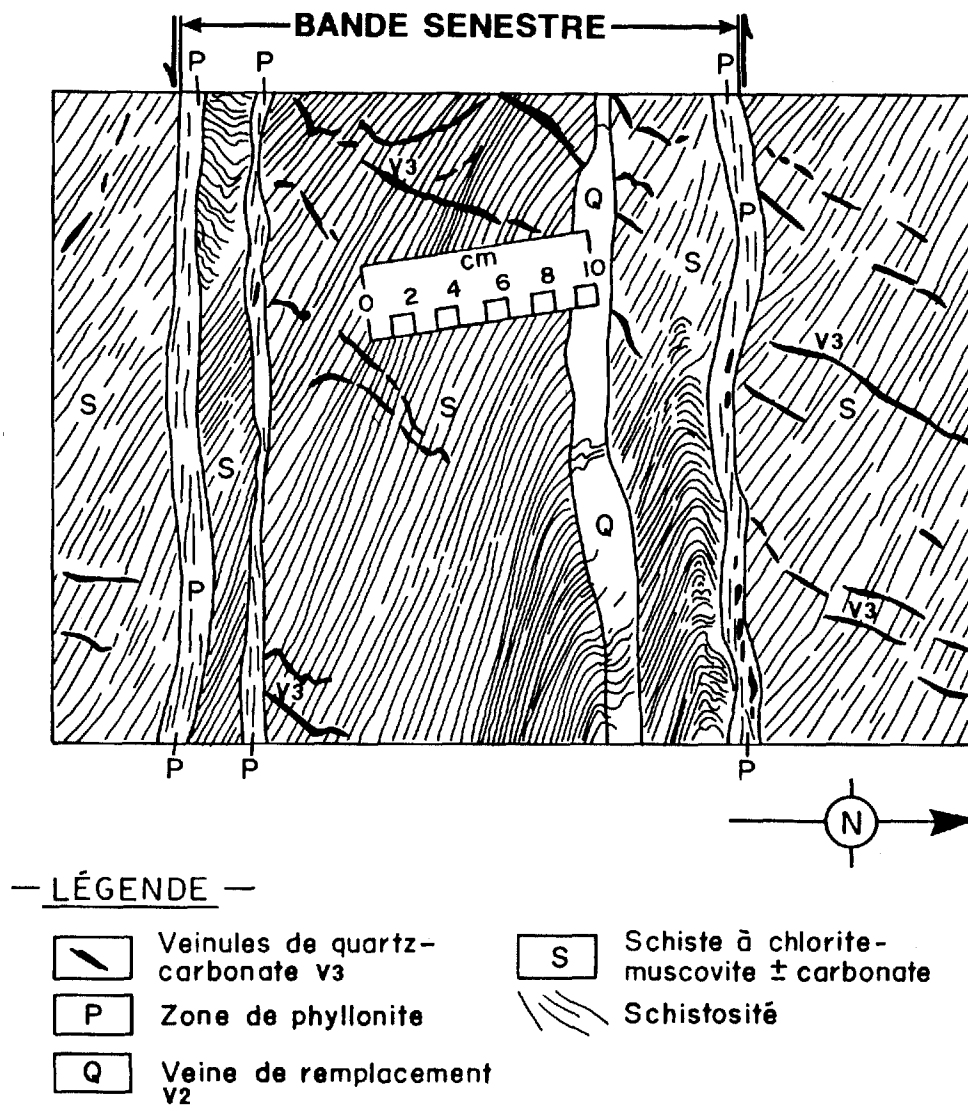 BANDE SENESTRE
P P P
V3
Q
P
cm
0 2 4 6 8 10
S
V3
S
S
S
S
Q
P
V3
V3
P P P
N
— LÉGENDE —
Veinules de quartz-
carbonate V3
P Zone de phyllonite
Q Veine de remplacement
V2
S Schiste à chlorite-
muscovite ± carbonate
Schistosité